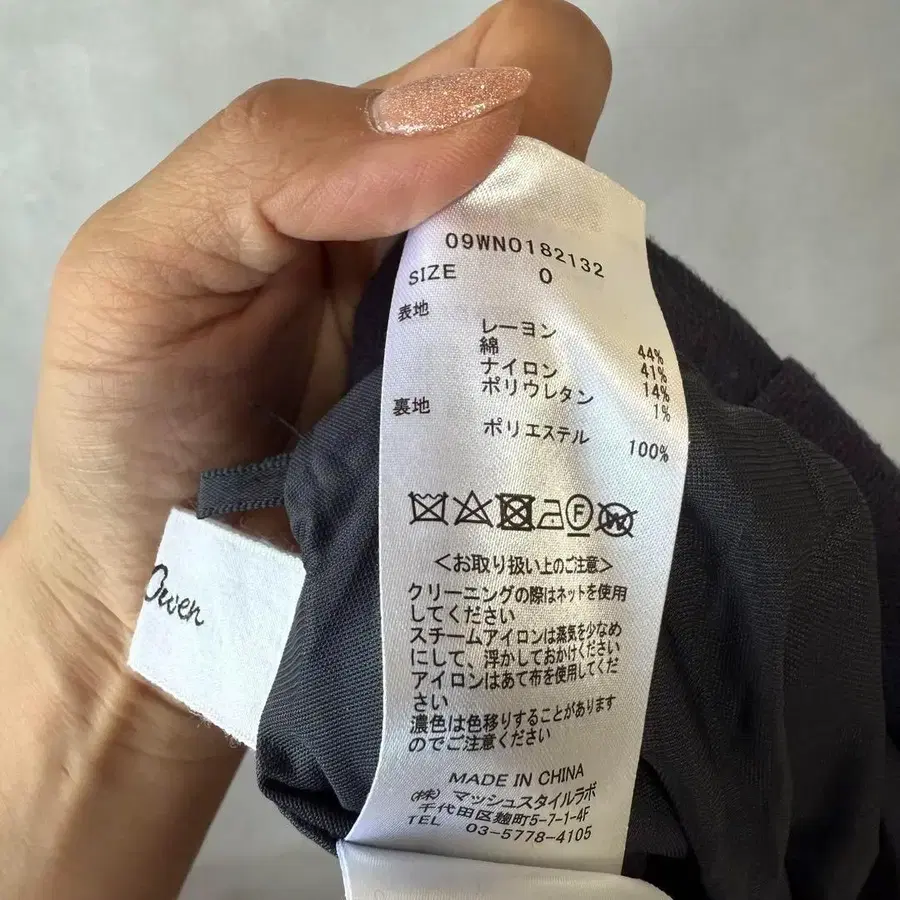 09WNO182132
SIZE 0
表地
レーヨン 44%
綿 41%
ナイロン 14%
ポリウレタン 1%
裏地
ポリエステル 100%
F
W
<お取り扱い上のご注意>
クリーニングの際はネットを使用
してください
スチームアイロンは蒸気を少なめ
にして、浮かしておかけください
アイロンはあて布を使用してくだ
さい
濃色は色移りすることがあります
のでご注意ください
MADE IN CHINA
(株) マッシュスタイルラボ
千代田区麹町5-7-1-4F
TEL 03-5778-4105
Owen